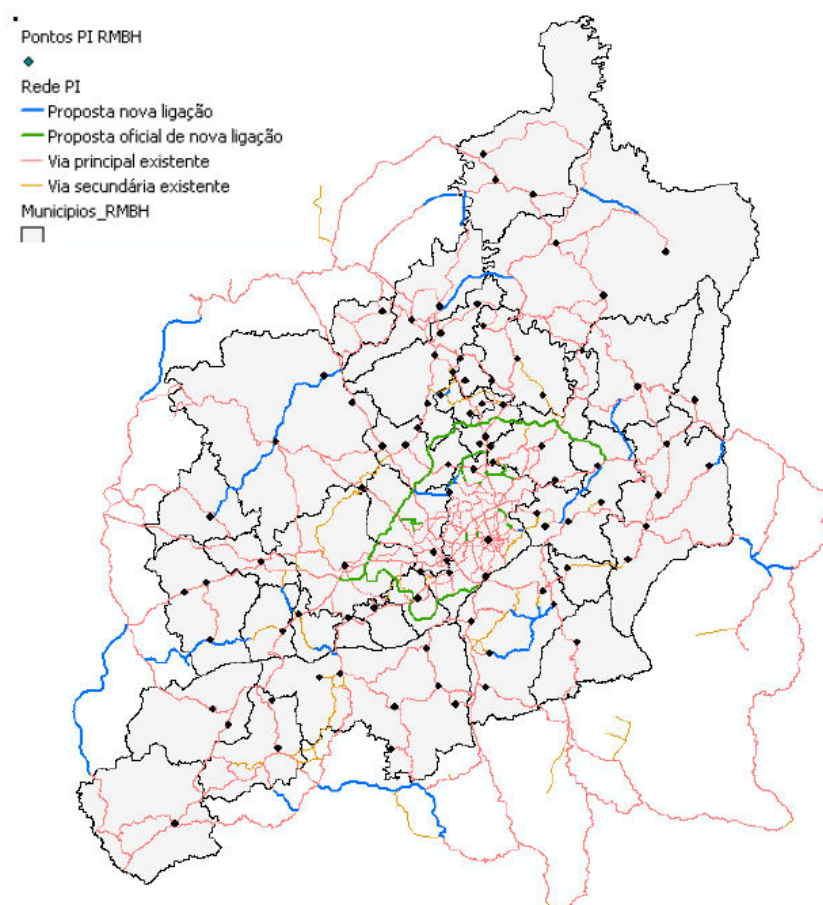 Pontos PI RMBH
Rede PI
Proposta nova ligação
Proposta oficial de nova ligação
Via principal existente
Via secundária existente
Municipios_RMBH